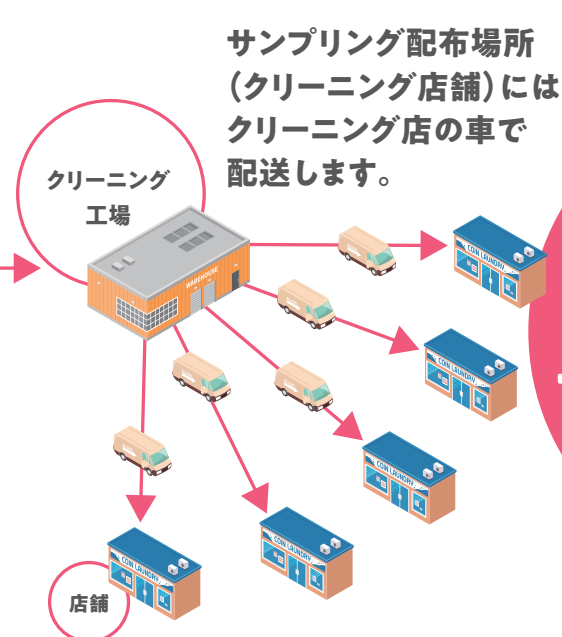 サンプリング配布場所
(クリーニング店舗)には
クリーニング店の車で
配送します。
クリーニング
工場
WAREHOUSE
COIN LAUNDRY
COIN LAUNDRY
COIN LAUNDRY
COIN LAUNDRY
COIN LAUNDRY
店舗